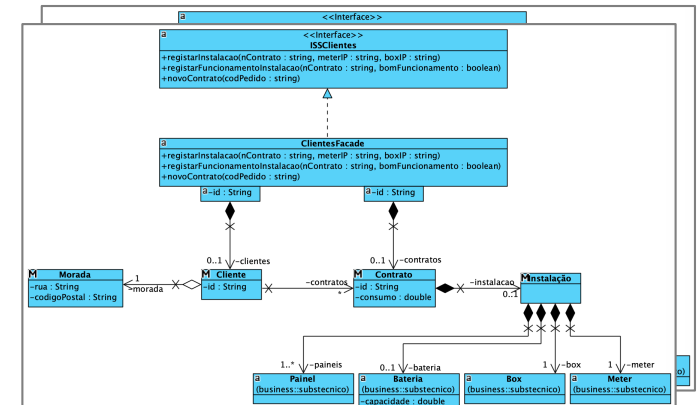 a
<<Interface>>
a
<<Interface>>
ISSClientes
+registarInstalacao(nContrato : string, meterIP : string, boxIP : string)
+registarFuncionamentoInstalacao(nContrato : string, bomFuncionamento : boolean)
+novoContrato(codPedido : string)
a
ClientesFacade
+registarInstalacao(nContrato : string, meterIP : string, boxIP : string)
+registarFuncionamentoInstalacao(nContrato : string, bomFuncionamento : boolean)
+novoContrato(codPedido : string)
a -id : String
a -id : String
0..1 -clientes
0..1 -contratos
M Morada
-rua : String
-codigoPostal : String
1
-morada
M Cliente
-id : String
-contratos
*
M Contrato
-id : String
-consumo : double
-instalacao
0..1
M Instalação
1..* -paineis
0..1 -bateria
1 -box
1 -meter
a Painel
(business::substecnico)
a Bateria
(business::substecnico)
-capacidade : double
a Box
(business::substecnico)
a Meter
(business::substecnico)
co)